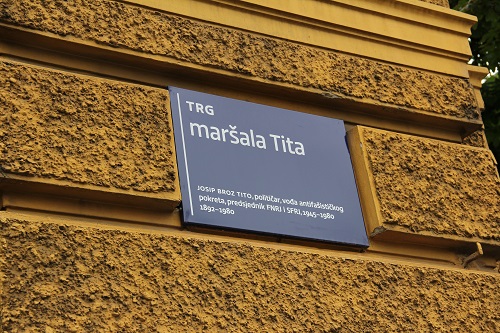 TRG
maršala Tita
JOSIP BROZ TITO, političar, vođa antifašističkog
pokreta, predsjednik FNRJ i SFRJ, 1945–1980
1892–1980